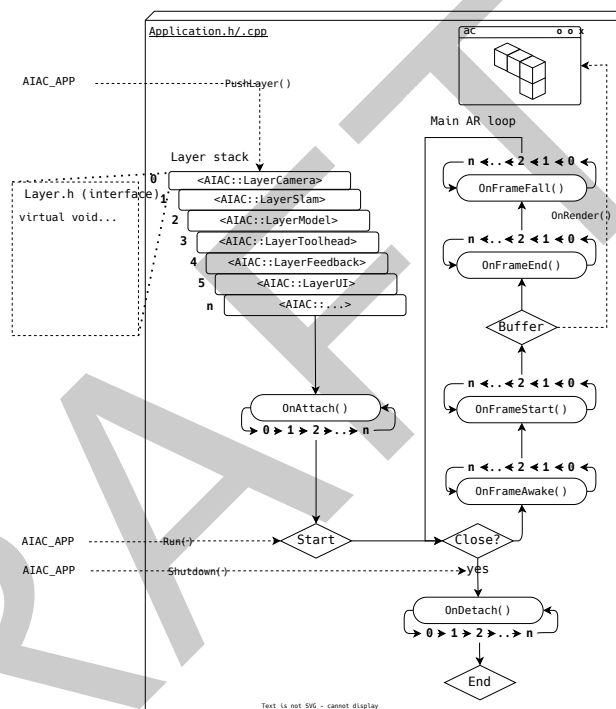 Application.h/.cpp
ac
o o x
AIAC_APP
PushLayer()
Main AR loop
Layer stack
n ... 2 1 0
OnFrameFall()
0
<AIAC::LayerCamera>
Layer.h (interface)
1
<AIAC::LayerSlam>
virtual void...
2
<AIAC::LayerModel>
OnRender()
3
<AIAC::LayerToolhead>
n ... 2 1 0
OnFrameEnd()
4
<AIAC::LayerFeedback>
5
<AIAC::LayerUI>
n
<AIAC::...>
Buffer
n ... 2 1 0
OnFrameStart()
OnAttach()
0 1 2 ... n
n ... 2 1 0
OnFrameAwake()
AIAC_APP
Run()
Start
Close?
AIAC_APP
Shutdown()
yes
OnDetach()
0 1 2 ... n
End
Text is not SVG - cannot display
DRAFT